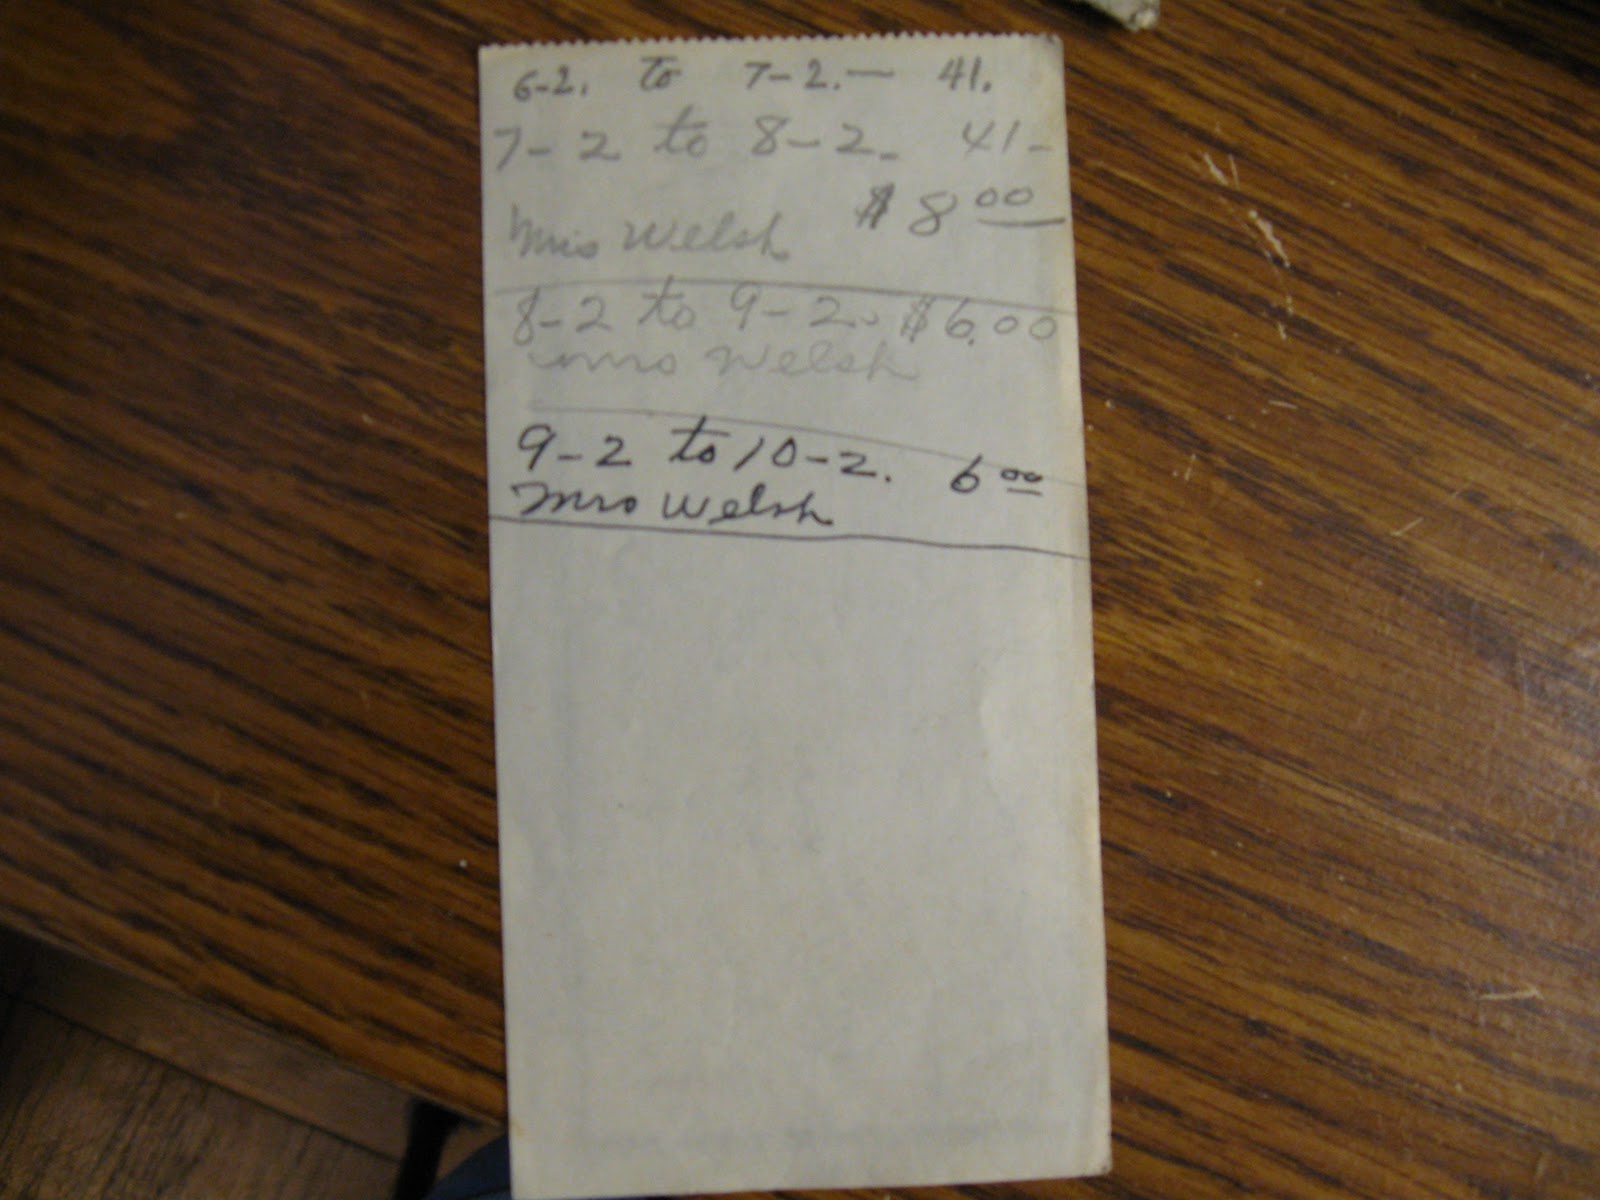 6-2. to 7-2. — 41.
7-2 to 8-2. 41-
$8 00
Mrs Welsh
8-2 to 9-2. $6.00
Mrs Welsh
9-2 to 10-2. 6 00
Mrs Welsh